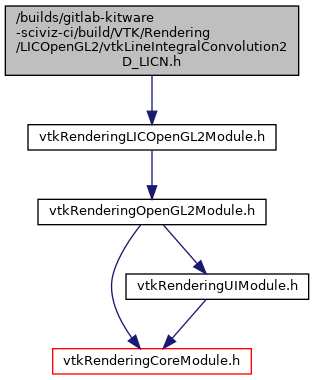 /builds/gitlab-kitware
-sciviz-ci/build/VTK/Rendering
/LICOpenGL2/vtkLineIntegralConvolution2
D_LICN.h
vtkRenderingLICOpenGL2Module.h
vtkRenderingOpenGL2Module.h
vtkRenderingUIModule.h
vtkRenderingCoreModule.h